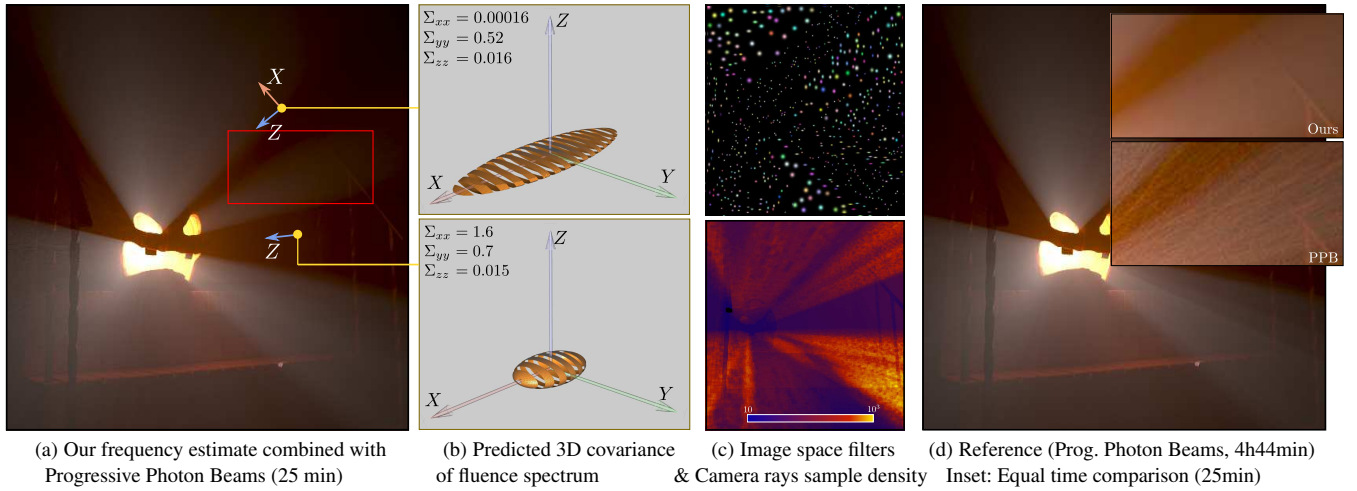 X
Z
Z
Σxx = 0.00016
Σyy = 0.52
Σzz = 0.016
Z
X
Y
Σxx = 1.6
Σyy = 0.7
Σzz = 0.015
Z
X
Y
10
10³
Ours
PPB
(a) Our frequency estimate combined with
Progressive Photon Beams (25 min)
(b) Predicted 3D covariance
of fluence spectrum
(c) Image space filters
& Camera rays sample density
(d) Reference (Prog. Photon Beams, 4h44min)
Inset: Equal time comparison (25min)